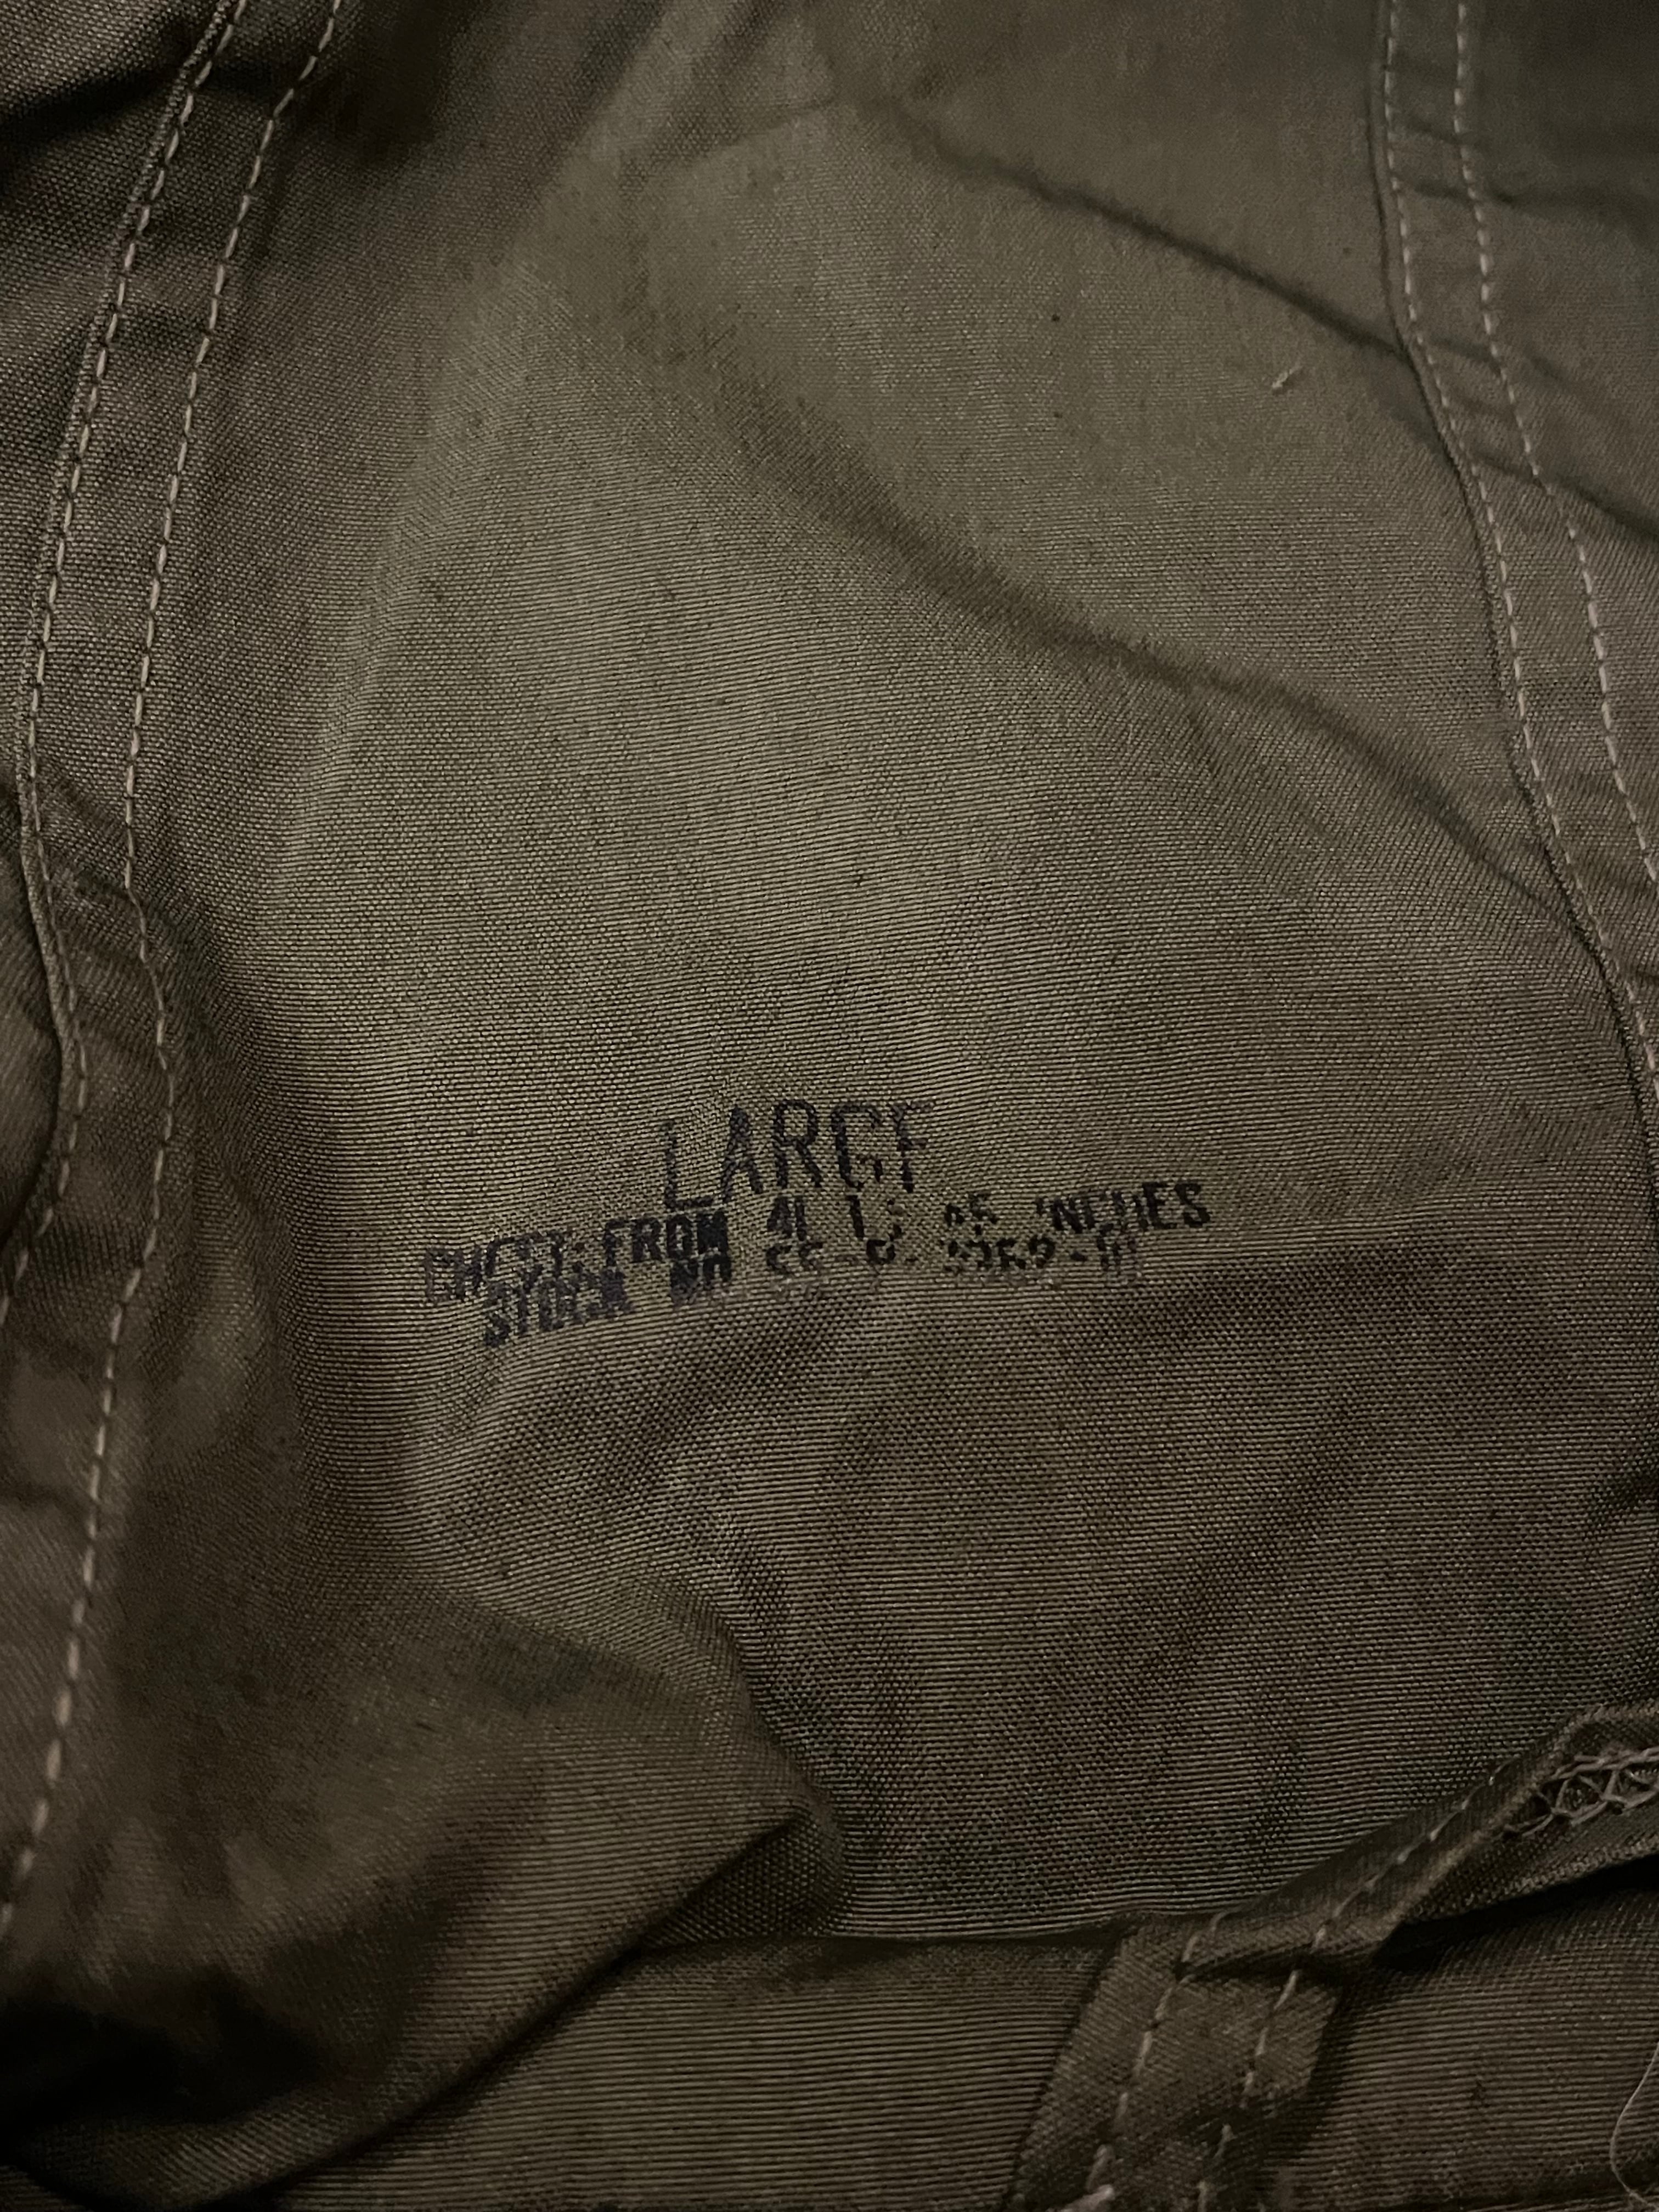 LARGE
CHEST: FROM 41 TO 45 INCHES
STOCK NO